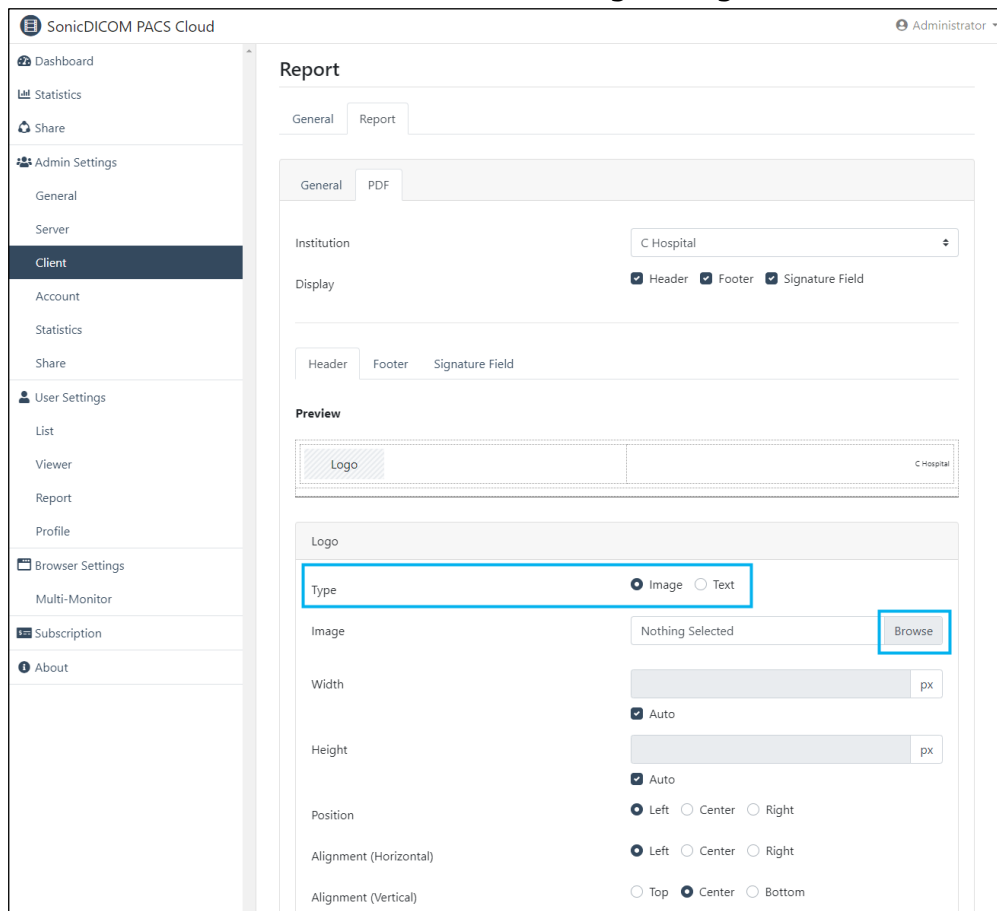 SonicDICOM PACS Cloud
Administrator
Dashboard
Statistics
Share
Admin Settings
General
Server
Client
Account
Statistics
Share
User Settings
List
Viewer
Report
Profile
Browser Settings
Multi-Monitor
Subscription
About
Report
General Report
General PDF
Institution C Hospital
Display Header Footer Signature Field
Header Footer Signature Field
Preview
Logo C Hospital
Logo
Type Image Text
Image Nothing Selected Browse
Width px
Auto
Height px
Auto
Position Left Center Right
Alignment (Horizontal) Left Center Right
Alignment (Vertical) Top Center Bottom